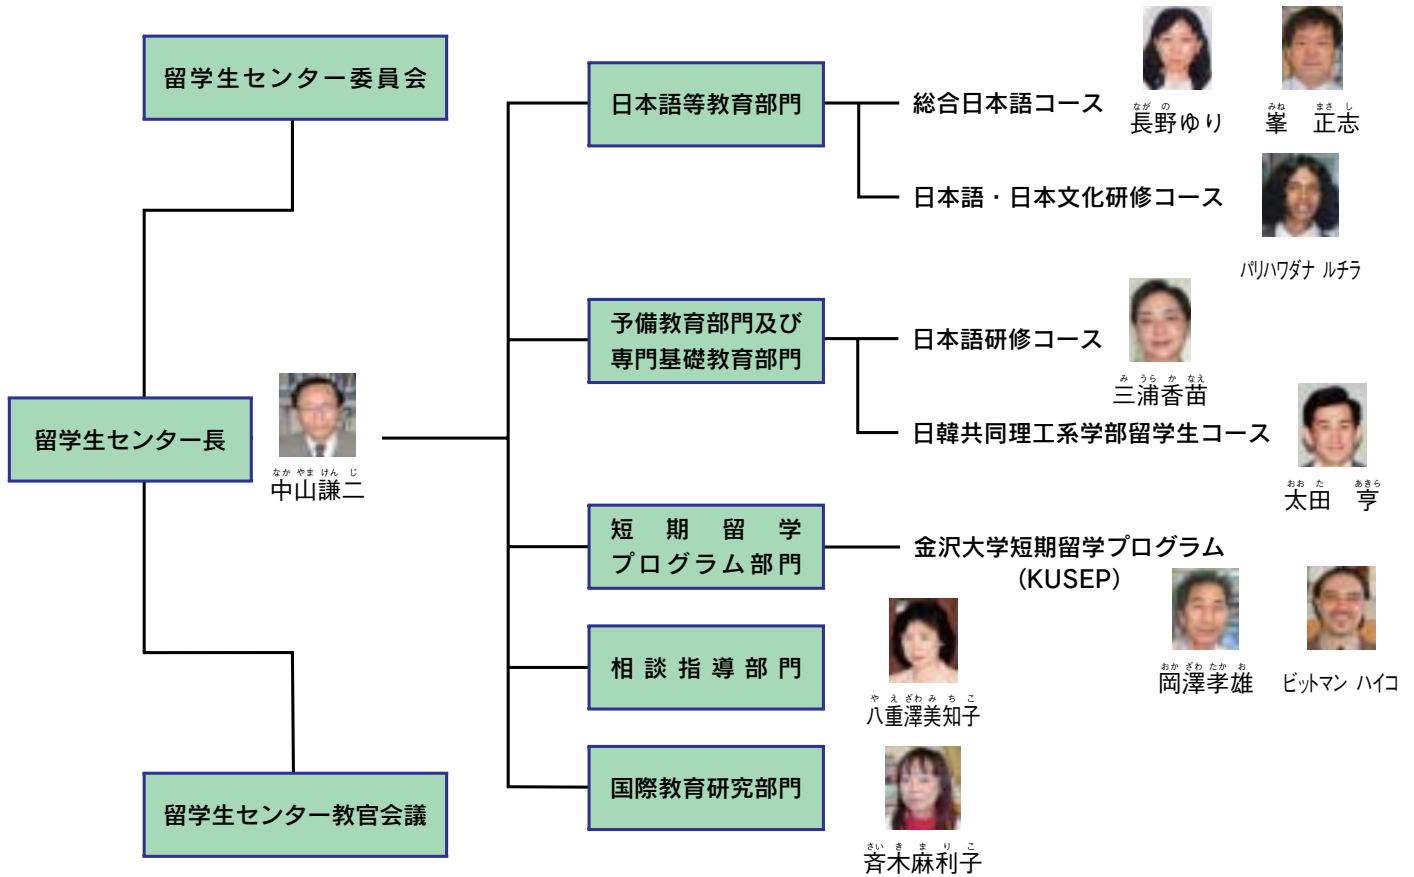 留学生センター委員会
留学生センター長
なか やま けん じ
中山謙二
留学生センター教官会議
日本語等教育部門
総合日本語コース
なが の
長野ゆり
みね まさ し
峯 正志
日本語・日本文化研修コース
パリハワダナ ルチラ
予備教育部門及び
専門基礎教育部門
日本語研修コース
み うら か なえ
三浦香苗
日韓共同理工系学部留学生コース
おお た あきら
太田 亨
短期留学
プログラム部門
金沢大学短期留学プログラム
(KUSEP)
おか ざわ たか お
岡澤孝雄
ビットマン ハイコ
相談指導部門
や え ざわ み ち こ
八重澤美知子
国際教育研究部門
さい き ま り こ
斉木麻利子